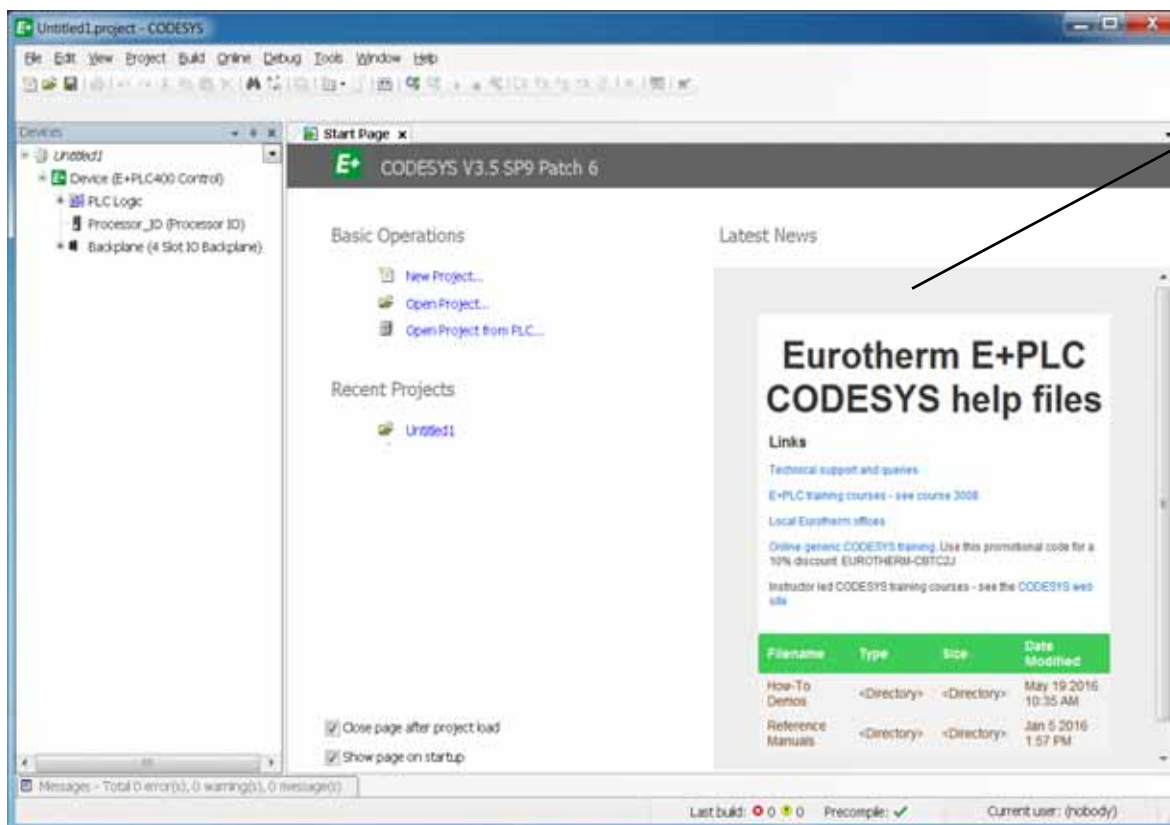 Untitled1.project - CODESYS
File Edit View Project Build Online Debug Tools Window Help
Devices
Start Page x
Untitled1
Device (E+PLC400 Control)
PLC Logic
Processor_IO (Processor IO)
Backplane (4 Slot IO Backplane)
E+ CODESYS V3.5 SP9 Patch 6
Basic Operations
New Project...
Open Project...
Open Project from PLC...
Recent Projects
Untitled1
Close page after project load
Show page on startup
Latest News
Eurotherm E+PLC
CODESYS help files
Links
Technical support and queries
E+PLC training courses - see course 3008
Local Eurotherm offices
Online generic CODESYS training. Use this promotional code for a
10% discount EUROTHERM-CBTC2J
Instructor led CODESYS training courses - see the CODESYS web
site
Filename Type Size Date Modified
How-To Demos <Directory> <Directory> May 19 2016 10:35 AM
Reference Manuals <Directory> <Directory> Jan 5 2016 1:57 PM
Messages - Total 0 error(s), 0 warning(s), 0 message(s)
Last build: 0 0 Precompile: Current user: (nobody)